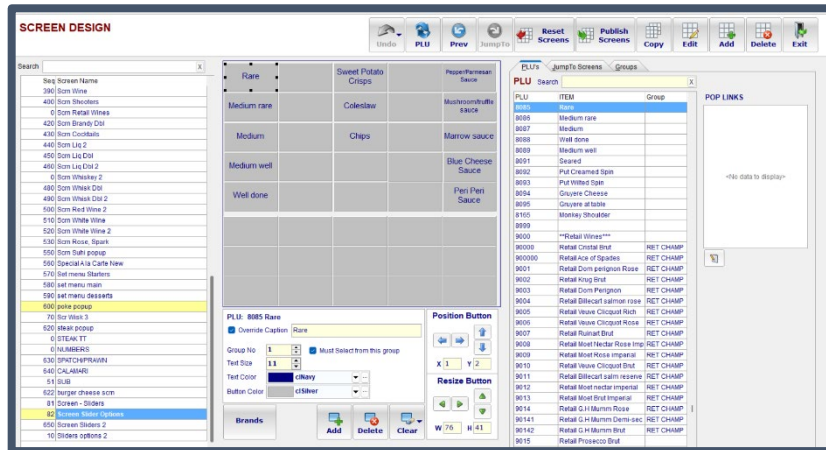 SCREEN DESIGN
Undo
PLU
Prev
JumpTo
Reset Screens
Publish Screens
Copy
Edit
Add
Delete
Exit
Search
X
Seq Screen Name
390 Scrn Wine
400 Scrn Shooters
0 Scrn Retail Wines
420 Scrn Brandy Dbl
430 Scrn Cocktails
440 Scrn Liq 2
450 Scrn Liq Dbl
460 Scrn Liq Dbl 2
0 Scrn Whiskey 2
480 Scrn Whisk Dbl
490 Scrn Whisk Dbl 2
500 Scrn Red Wine 2
510 Scrn White Wine
520 Scrn White Wine 2
530 Scrn Rose, Spark
550 Scrn Suhi popup
560 Special A la Carte New
570 Set menu Starters
580 set menu main
590 set menu desserts
600 poke popup
70 Scr Wisk 3
620 steak popup
0 STEAK TT
0 NUMBERS
630 SPATCH/PRAWN
640 CALAMARI
51 SUB
622 burger cheese scrn
81 Screen - Sliders
82 Screen Slider Options
650 Screen Sliders 2
10 Sliders options 2
Rare
Sweet Potato Crisps
Pepper/Parmesan Sauce
Medium rare
Coleslaw
Mushroom/truffle sauce
Medium
Chips
Marrow sauce
Medium well
Blue Cheese Sauce
Well done
Peri Peri Sauce
PLU: 8085 Rare
Override Caption Rare
Group No 1
Must Select from this group
Text Size 11
Text Color clNavy
Button Color clSilver
Position Button
X 1 Y 2
Resize Button
W 76 H 41
Brands
Add
Delete
Clear
PLU's
JumpTo Screens
Groups
PLU Search
X
PLU ITEM Group
8085 Rare
8086 Medium rare
8087 Medium
8088 Well done
8089 Medium well
8091 Seared
8092 Put Creamed Spin
8093 Put Wilted Spin
8094 Gruyere Cheese
8095 Gruyere at table
8165 Monkey Shoulder
8999
9000 **Retail Wines***
90000 Retail Cristal Brut RET CHAMP
900000 Retail Ace of Spades RET CHAMP
9001 Retail Dom perignon Rose RET CHAMP
9002 Retail Krug Brut RET CHAMP
9003 Retail Dom Perignon RET CHAMP
9004 Retail Billecart salmon rose RET CHAMP
9005 Retail Veuve Clicquot Rich RET CHAMP
9006 Retail Veuve Clicquot Rose RET CHAMP
9007 Retail Ruinart Brut RET CHAMP
9008 Retail Moet Nectar Rose Imp RET CHAMP
9009 Retail Moet Rose imperial RET CHAMP
9010 Retail Veuve Clicquot Brut RET CHAMP
9011 Retail Billecart salm reserve RET CHAMP
9012 Retail Moet nectar imperial RET CHAMP
9013 Retail Moet Brut Imperial RET CHAMP
9014 Retail G.H Mumm Rose RET CHAMP
90141 Retail G.H Mumm Demi-sec RET CHAMP
90142 Retail G.H Mumm Brut RET CHAMP
9015 Retail Prosecco Brut
POP LINKS
<No data to display>